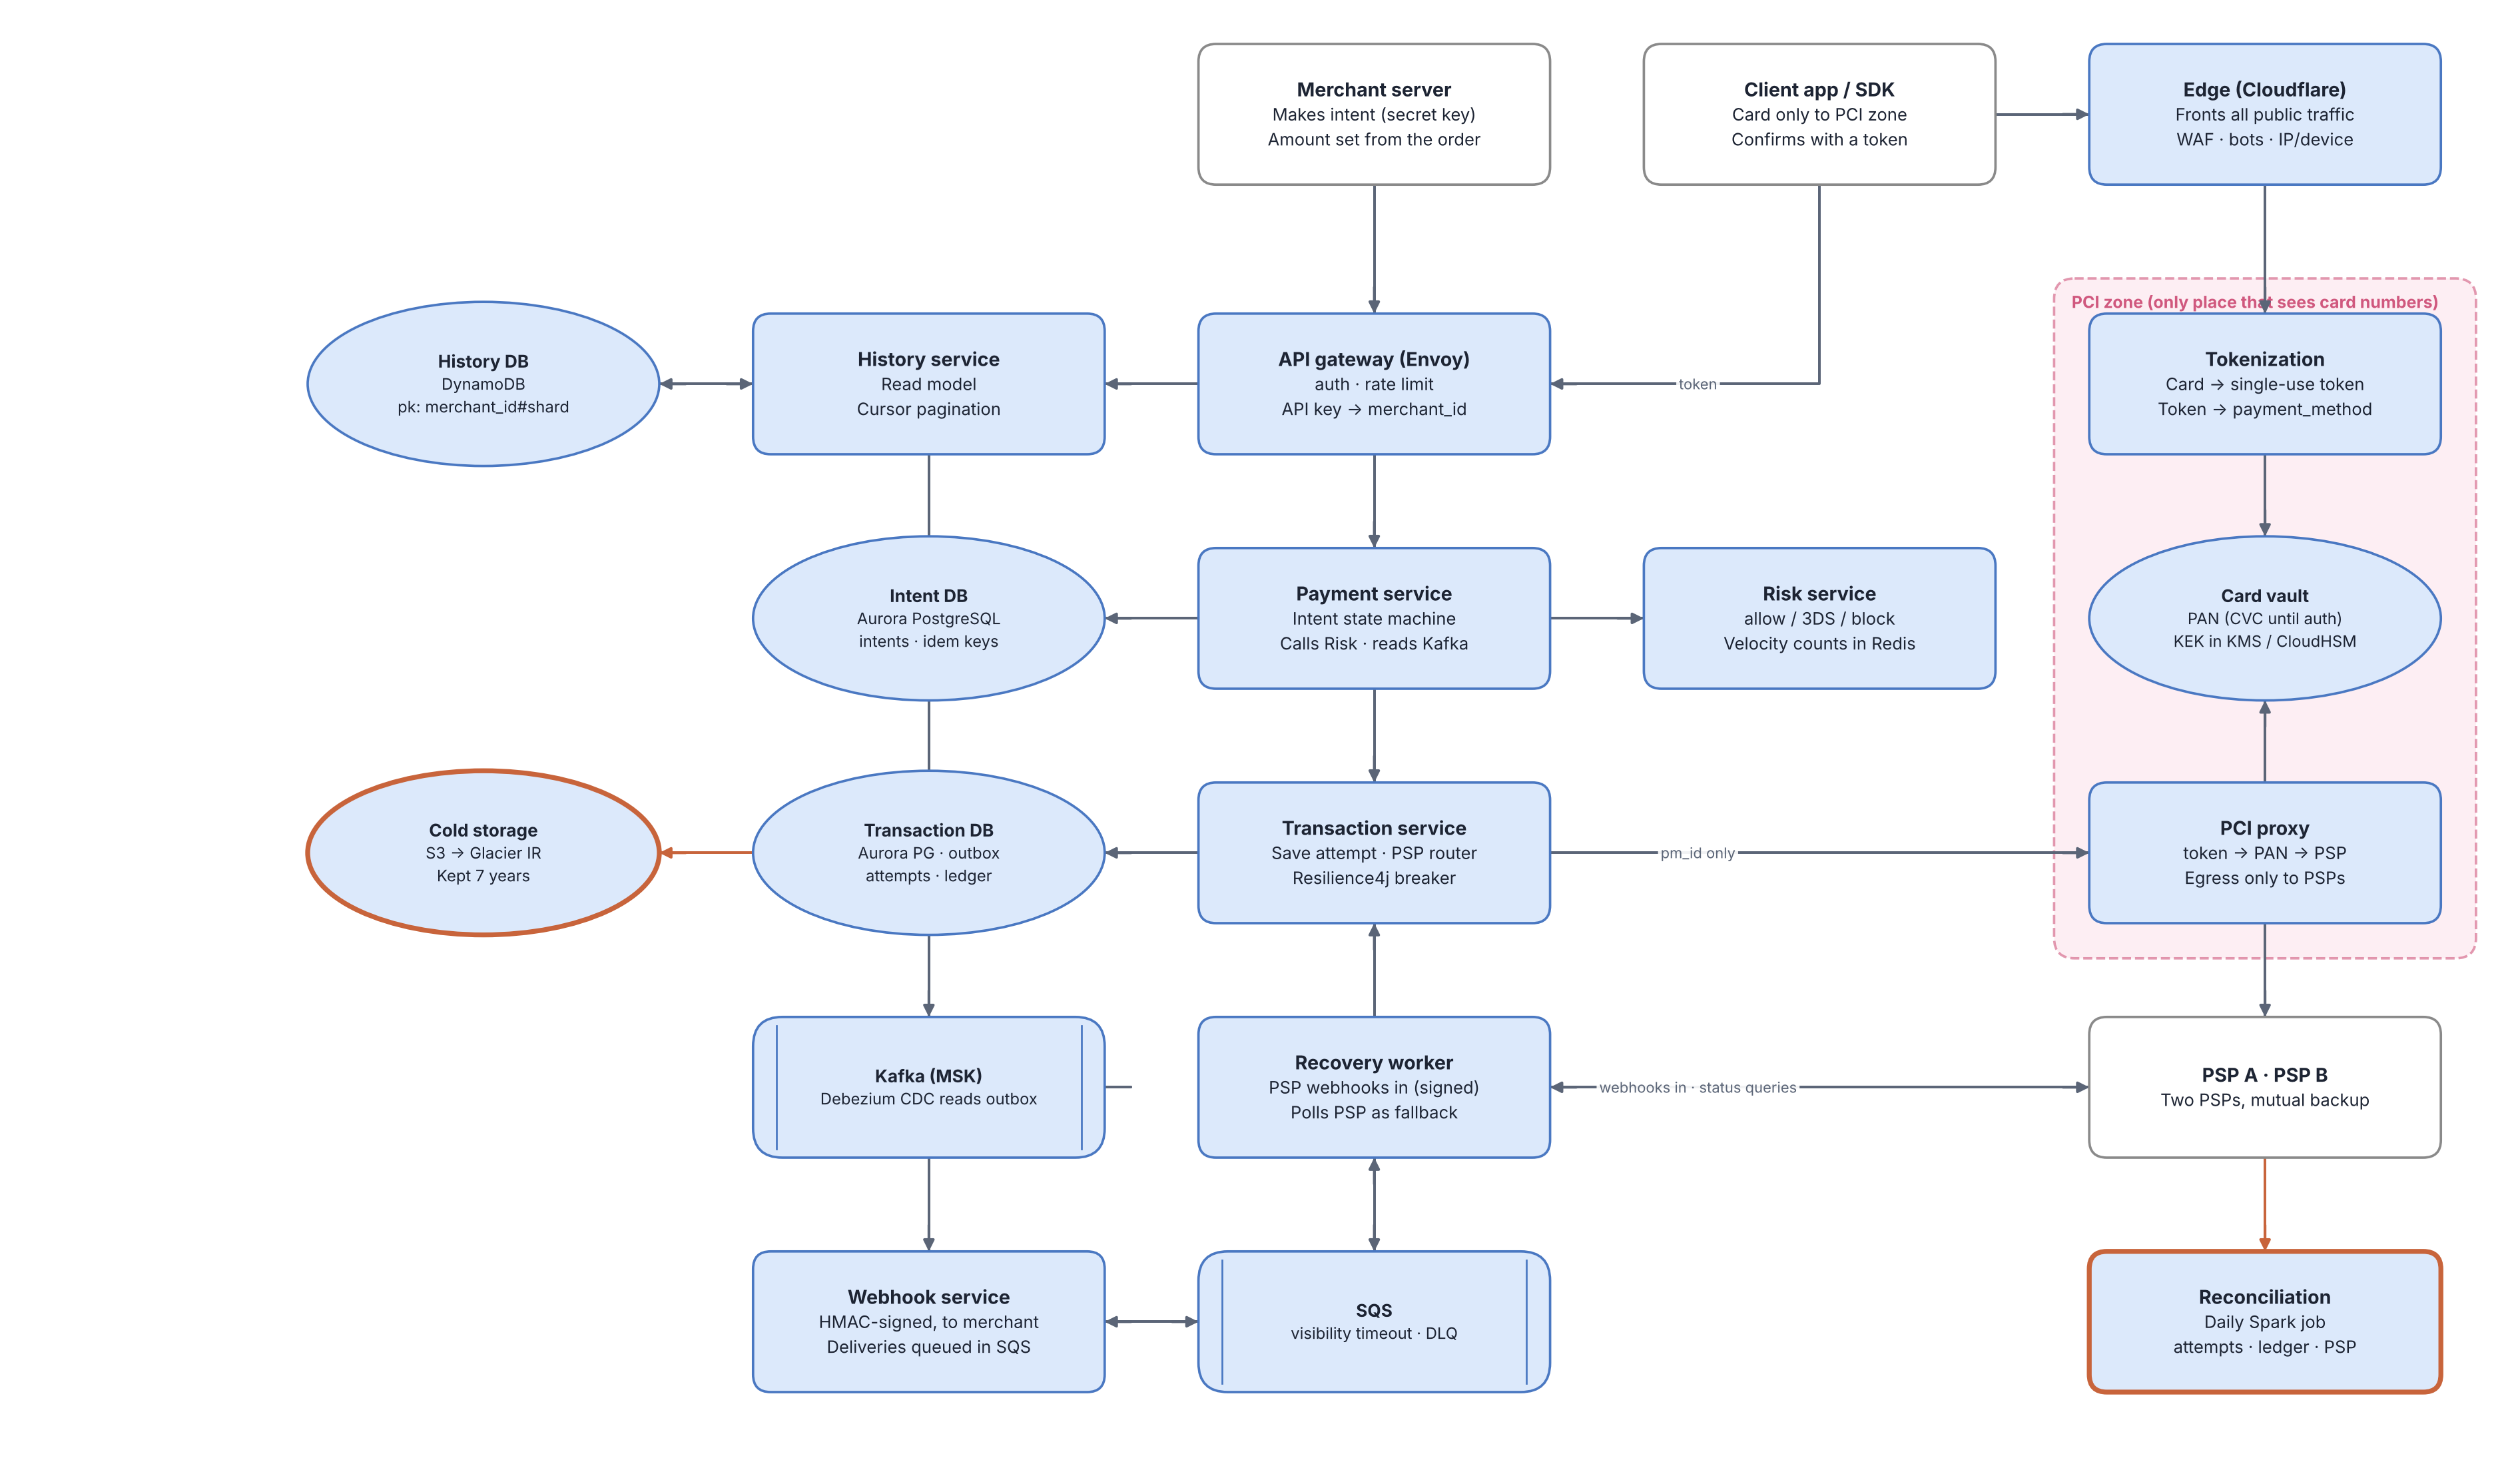 Merchant server
Makes intent (secret key)
Amount set from the order
Client app / SDK
Card only to PCI zone
Confirms with a token
Edge (Cloudflare)
Fronts all public traffic
WAF · bots · IP/device
PCI zone (only place that sees card numbers)
History DB
DynamoDB
pk: merchant_id#shard
History service
Read model
Cursor pagination
API gateway (Envoy)
auth · rate limit
API key → merchant_id
token
Tokenization
Card → single-use token
Token → payment_method
Intent DB
Aurora PostgreSQL
intents · idem keys
Payment service
Intent state machine
Calls Risk · reads Kafka
Risk service
allow / 3DS / block
Velocity counts in Redis
Card vault
PAN (CVC until auth)
KEK in KMS / CloudHSM
Cold storage
S3 → Glacier IR
Kept 7 years
Transaction DB
Aurora PG · outbox
attempts · ledger
Transaction service
Save attempt · PSP router
Resilience4j breaker
pm_id only
PCI proxy
token → PAN → PSP
Egress only to PSPs
Kafka (MSK)
Debezium CDC reads outbox
Recovery worker
PSP webhooks in (signed)
Polls PSP as fallback
webhooks in · status queries
PSP A · PSP B
Two PSPs, mutual backup
Webhook service
HMAC-signed, to merchant
Deliveries queued in SQS
SQS
visibility timeout · DLQ
Reconciliation
Daily Spark job
attempts · ledger · PSP